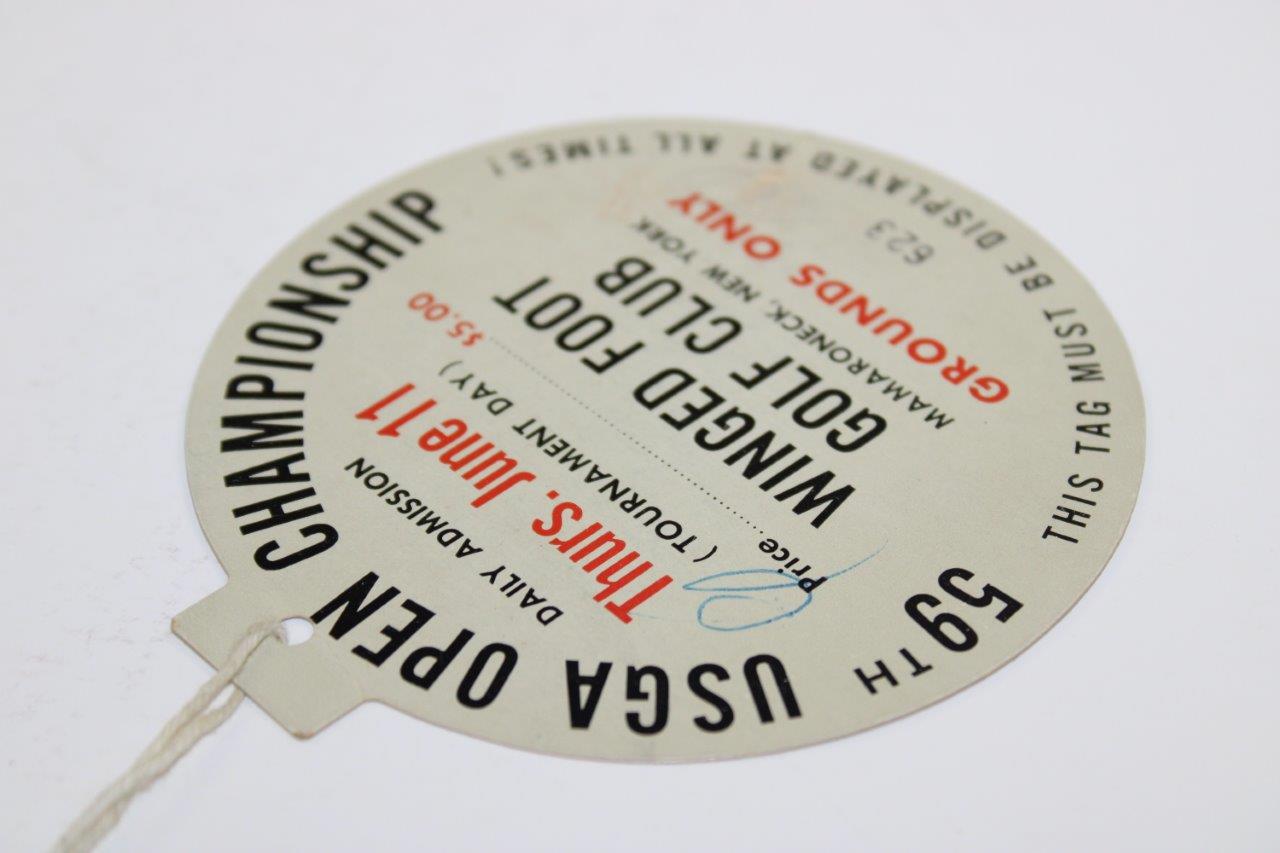 59TH USGA OPEN CHAMPIONSHIP
DAILY ADMISSION
Thurs. June 11
(TOURNAMENT DAY)
Price ........ $5.00
WINGED FOOT
GOLF CLUB
MAMARONECK, NEW YORK
GROUNDS ONLY
623
THIS TAG MUST BE DISPLAYED AT ALL TIMES!